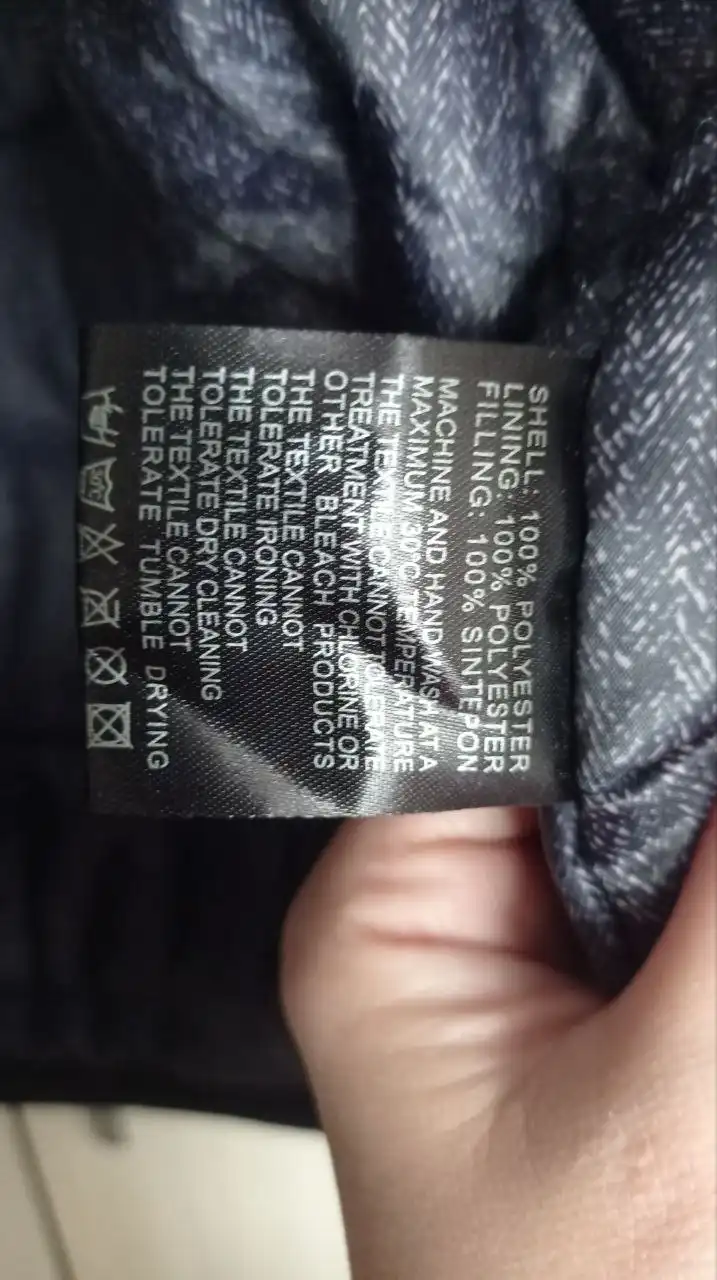 SHELL: 100% POLYESTER
LINING: 100% POLYESTER
FILLING: 100% SINTEPON
MACHINE AND HAND WASH AT A
MAXIMUM 30C TEMPERATURE
THE TEXTILE CANNOT TOLERATE
TREATMENT WITH CHLORINE OR
OTHER BLEACH PRODUCTS
THE TEXTILE CANNOT
TOLERATE IRONING
THE TEXTILE CANNOT
TOLERATE DRY CLEANING
THE TEXTILE CANNOT
TOLERATE TUMBLE DRYING